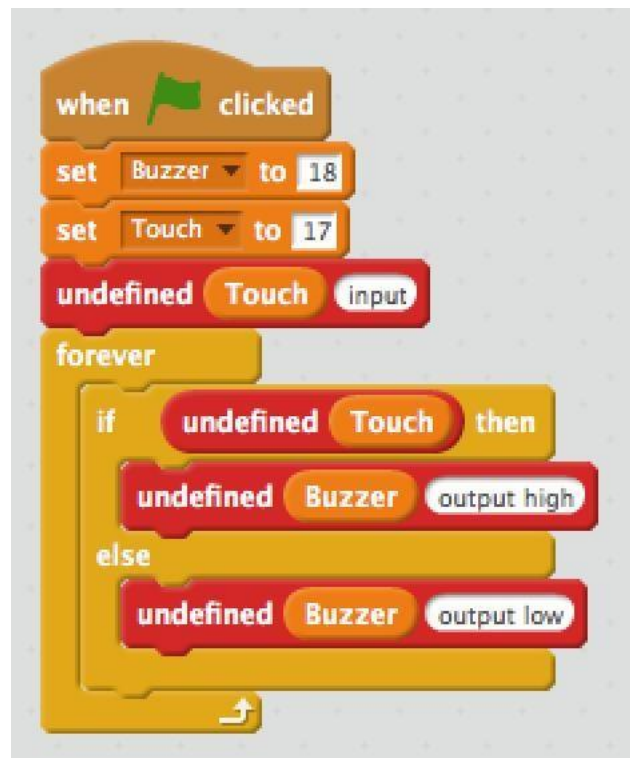 when clicked
set Buzzer to 18
set Touch to 17
undefined Touch input
forever
if undefined Touch then
undefined Buzzer output high
else
undefined Buzzer output low